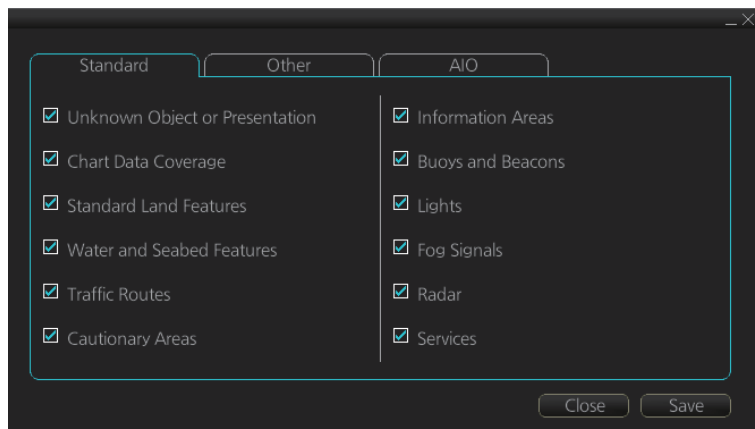 Standard
Other
AIO
Unknown Object or Presentation
Chart Data Coverage
Standard Land Features
Water and Seabed Features
Traffic Routes
Cautionary Areas
Information Areas
Buoys and Beacons
Lights
Fog Signals
Radar
Services
Close
Save